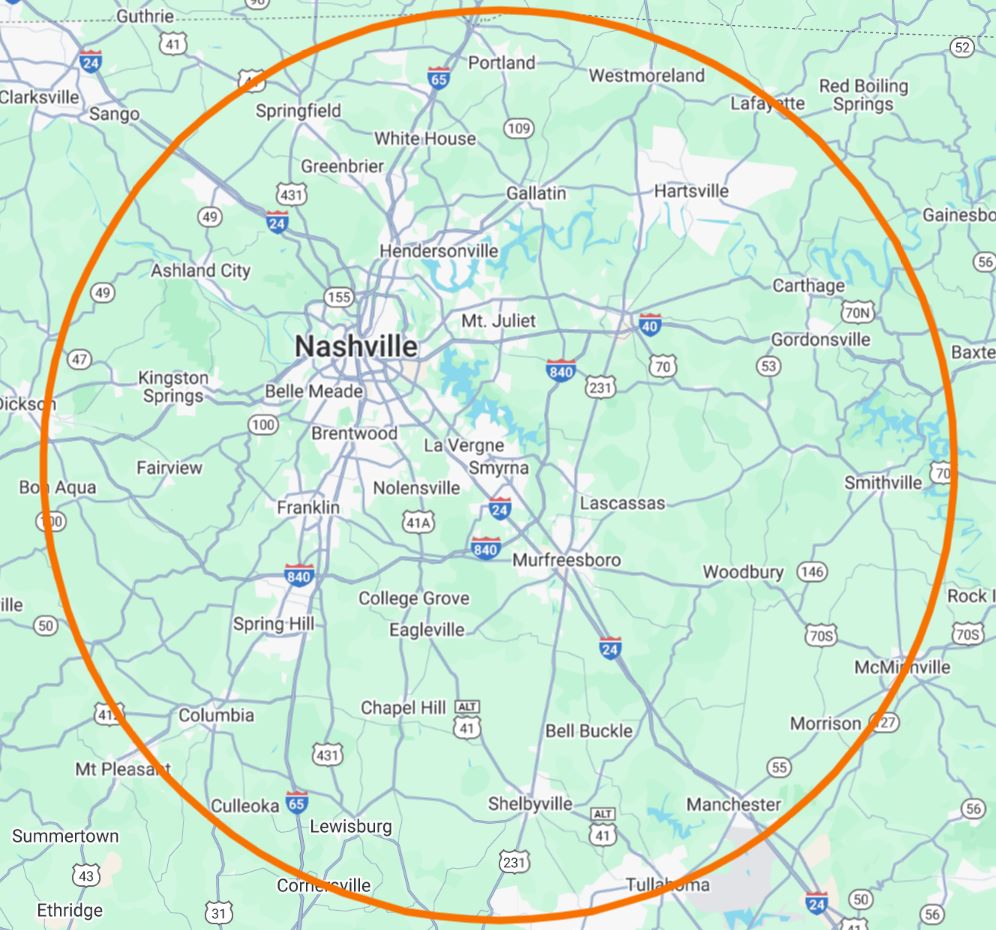 Guthrie
41
24
Clarksville
Sango
65
Portland
Westmoreland
52
Red Boiling
Springs
Lafayette
Springfield
White House
109
Greenbrier
431
49
24
Gallatin
Hartsville
Gainesbo
56
Hendersonville
Ashland City
49
155
Carthage
70N
Mt. Juliet
40
Nashville
Gordonsville
Baxte
47
840
70
53
Kingston
Springs
231
Belle Meade
Dickson
100
Brentwood
La Vergne
Smyrna
Fairview
Bon Aqua
Nolensville
Smithville
70
Franklin
24
Lascassas
100
41A
840
Murfreesboro
840
Woodbury
146
College Grove
Rock I
ille
50
Spring Hill
Eagleville
70S
70S
24
McMinnville
412
Columbia
Chapel Hill
ALT
41
Bell Buckle
Morrison
127
431
Mt Pleasant
55
Culleoka
65
Shelbyville
Manchester
56
Lewisburg
ALT
41
Summertown
43
231
Cornersville
Tullahoma
Ethridge
31
24
50
56
41